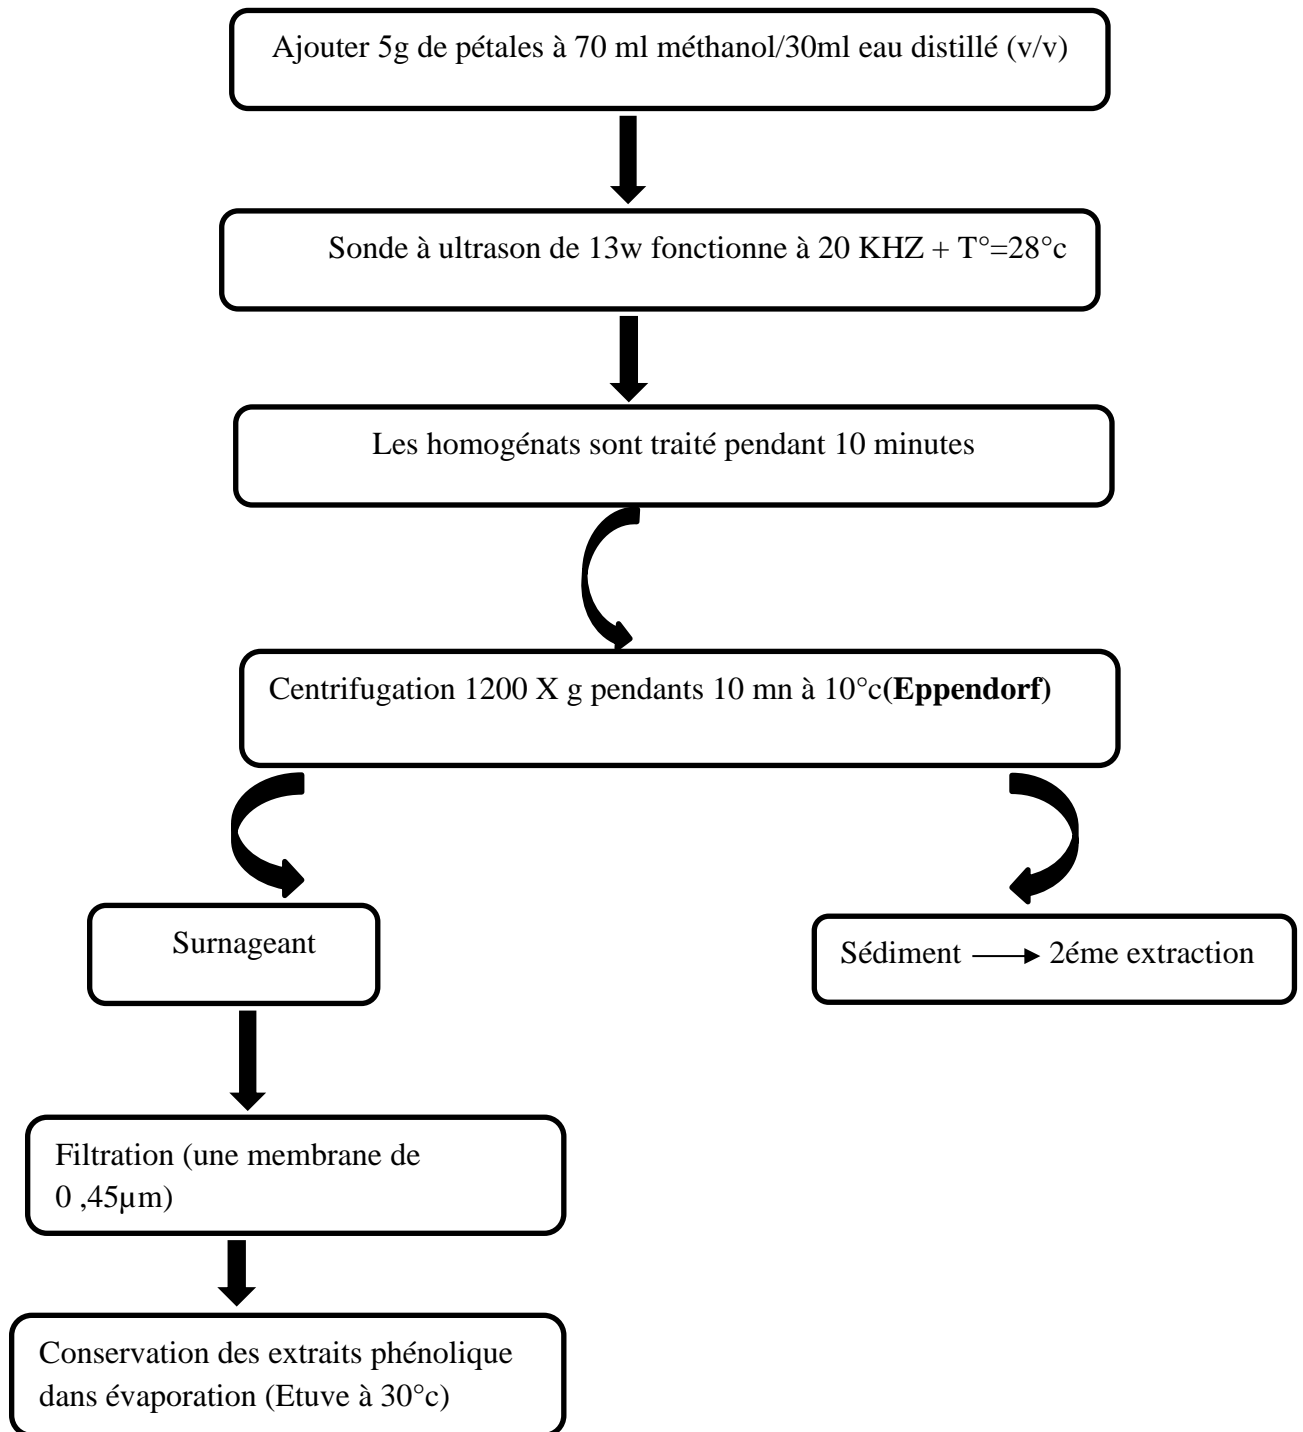 Ajouter 5g de pétales à 70 ml méthanol/30ml eau distillé (v/v)
Sonde à ultrason de 13w fonctionne à 20 KHZ + T°=28°c
Les homogénats sont traité pendant 10 minutes
Centrifugation 1200 X g pendants 10 mn à 10°c(Eppendorf)
Surnageant
Sédiment → 2éme extraction
Filtration (une membrane de
0 ,45µm)
Conservation des extraits phénolique
dans évaporation (Etuve à 30°c)